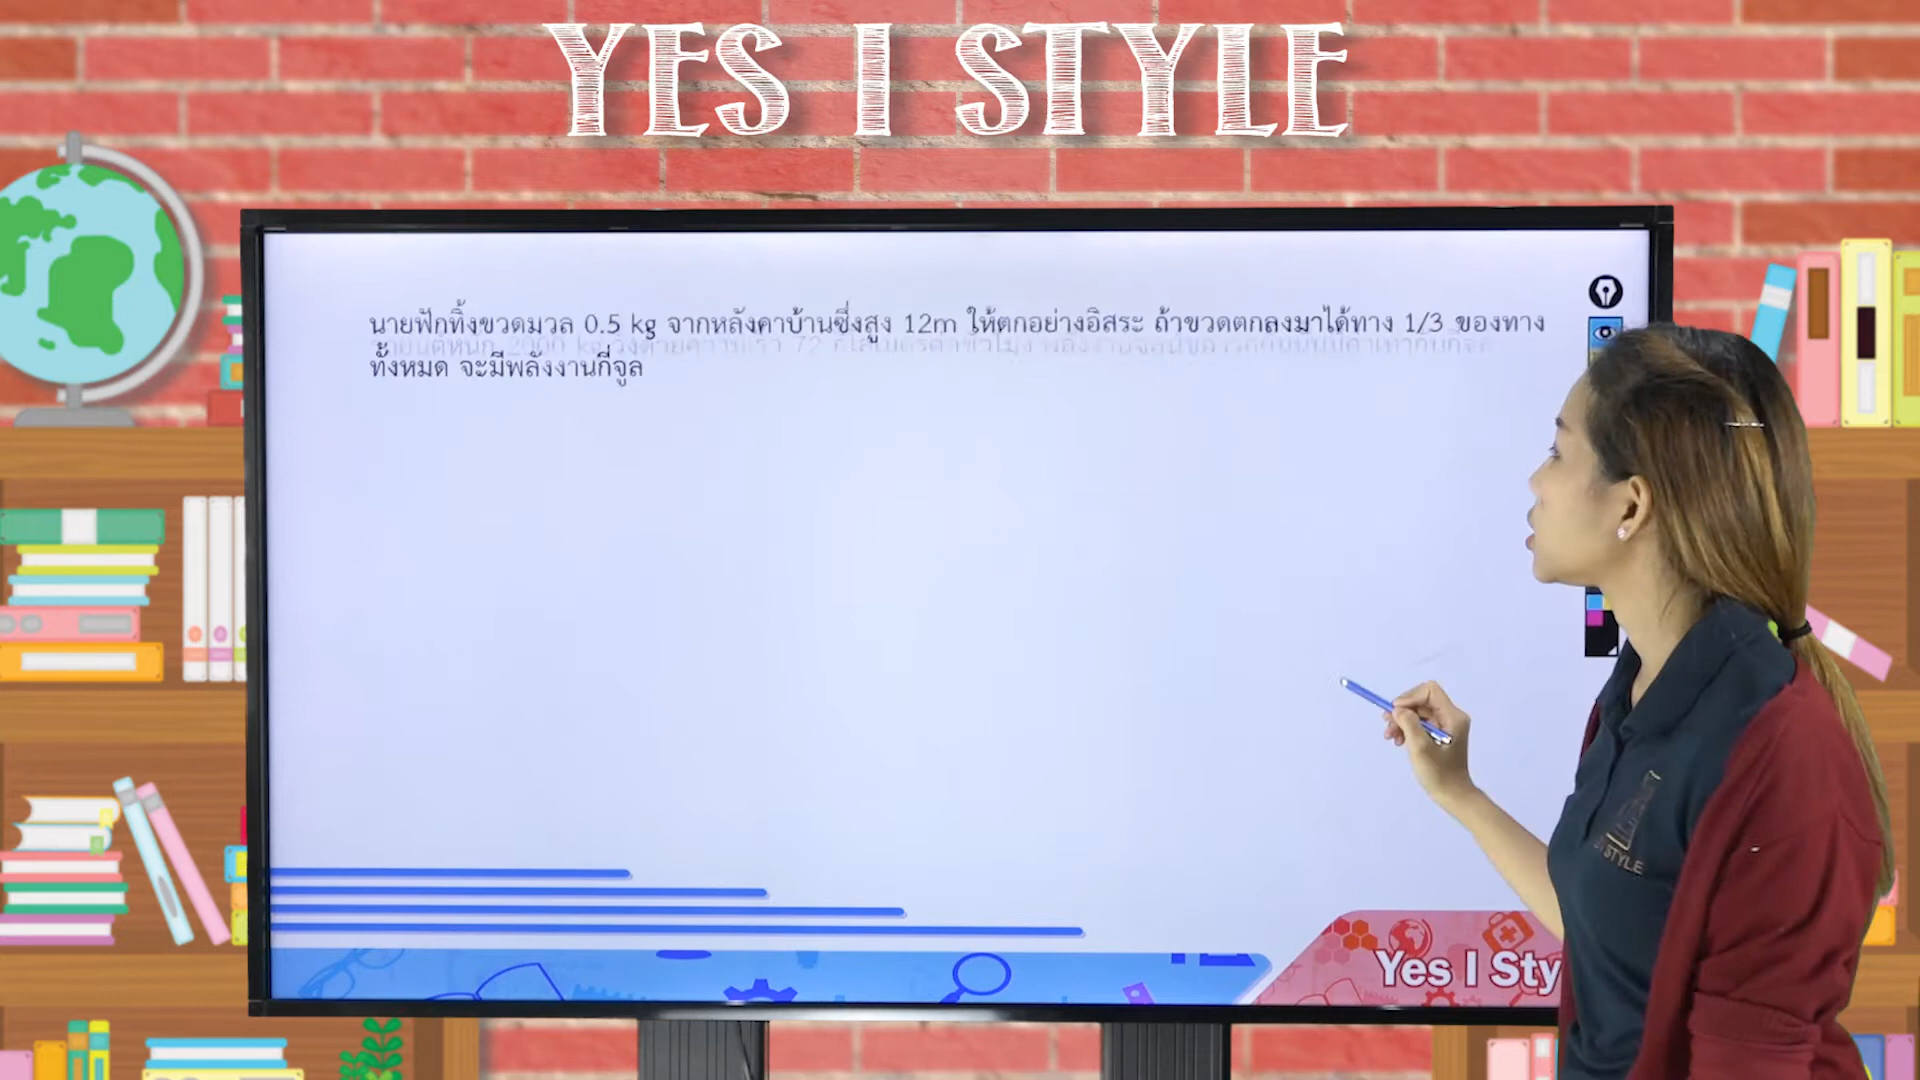 YES I STYLE
นายฟักทิ้งขวดมวล 0.5 kg จากหลังคาบ้านซึ่งสูง 12m ให้ตกอย่างอิสระ ถ้าขวดตกลงมาได้ทาง 1/3 ของทาง
ทั้งหมด จะมีพลังงานกี่จูล
Yes I Sty
STYLE